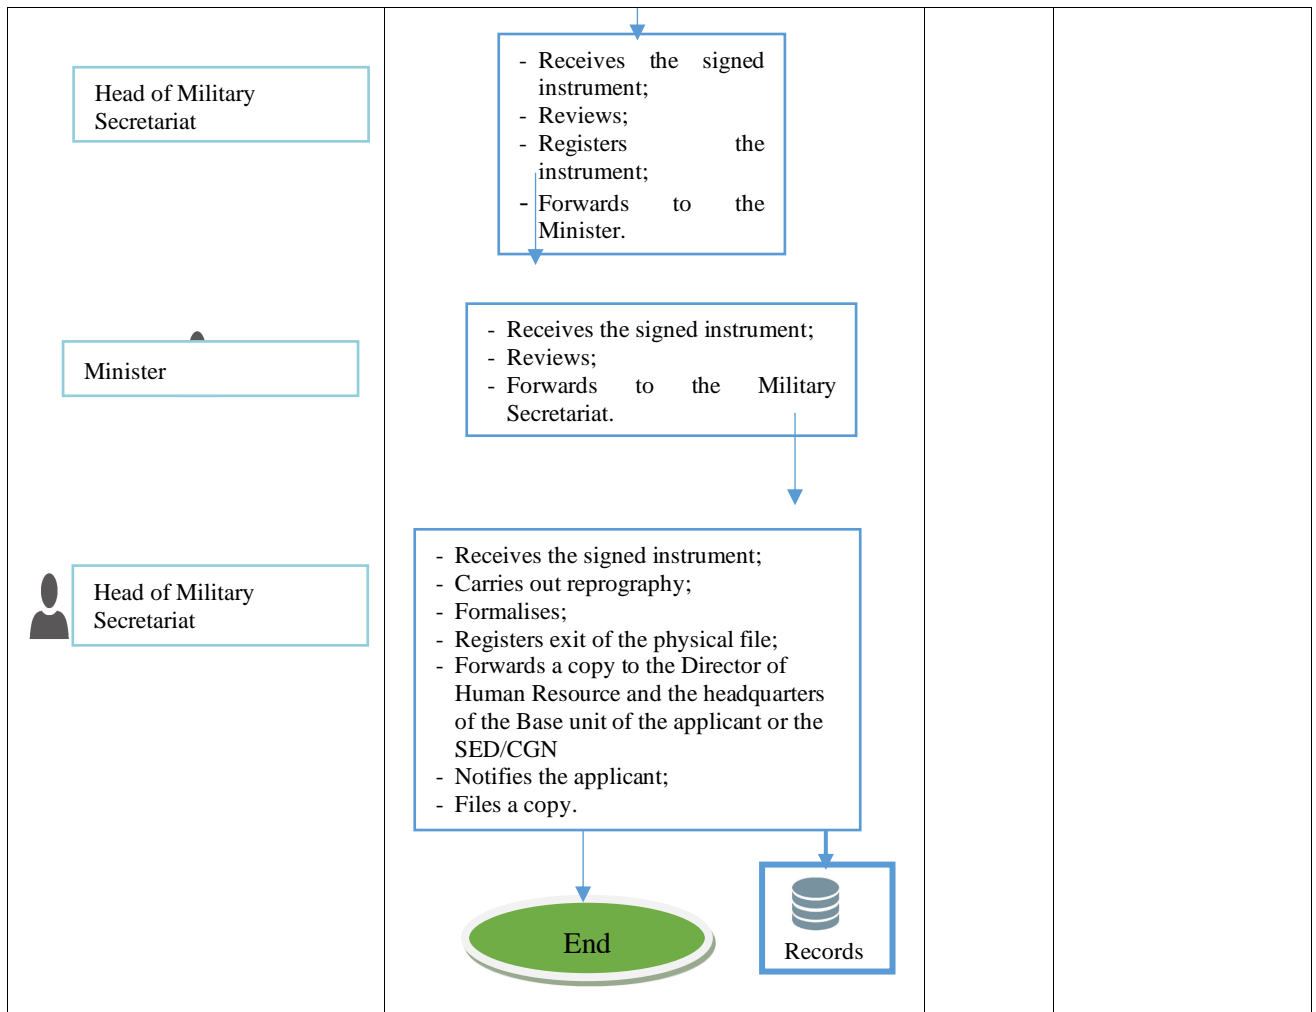 Head of Military
Secretariat
- Receives the signed
instrument;
- Reviews;
- Registers the
instrument;
- Forwards to the
Minister.
Minister
- Receives the signed instrument;
- Reviews;
- Forwards to the Military
Secretariat.
Head of Military
Secretariat
- Receives the signed instrument;
- Carries out reprography;
- Formalises;
- Registers exit of the physical file;
- Forwards a copy to the Director of
Human Resource and the headquarters
of the Base unit of the applicant or the
SED/CGN
- Notifies the applicant;
- Files a copy.
End
Records